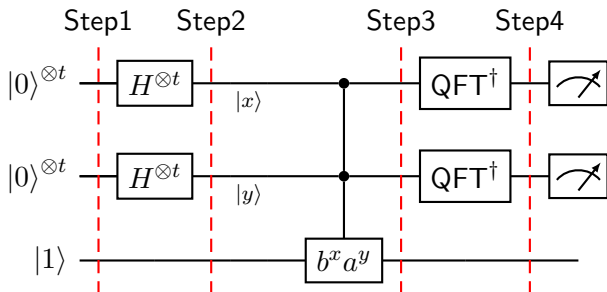 Step1 Step2 Step3 Step4
|0⟩^{⊗t} H^{⊗t} |x⟩ QFT†
|0⟩^{⊗t} H^{⊗t} |y⟩ QFT†
|1⟩ b^x a^y